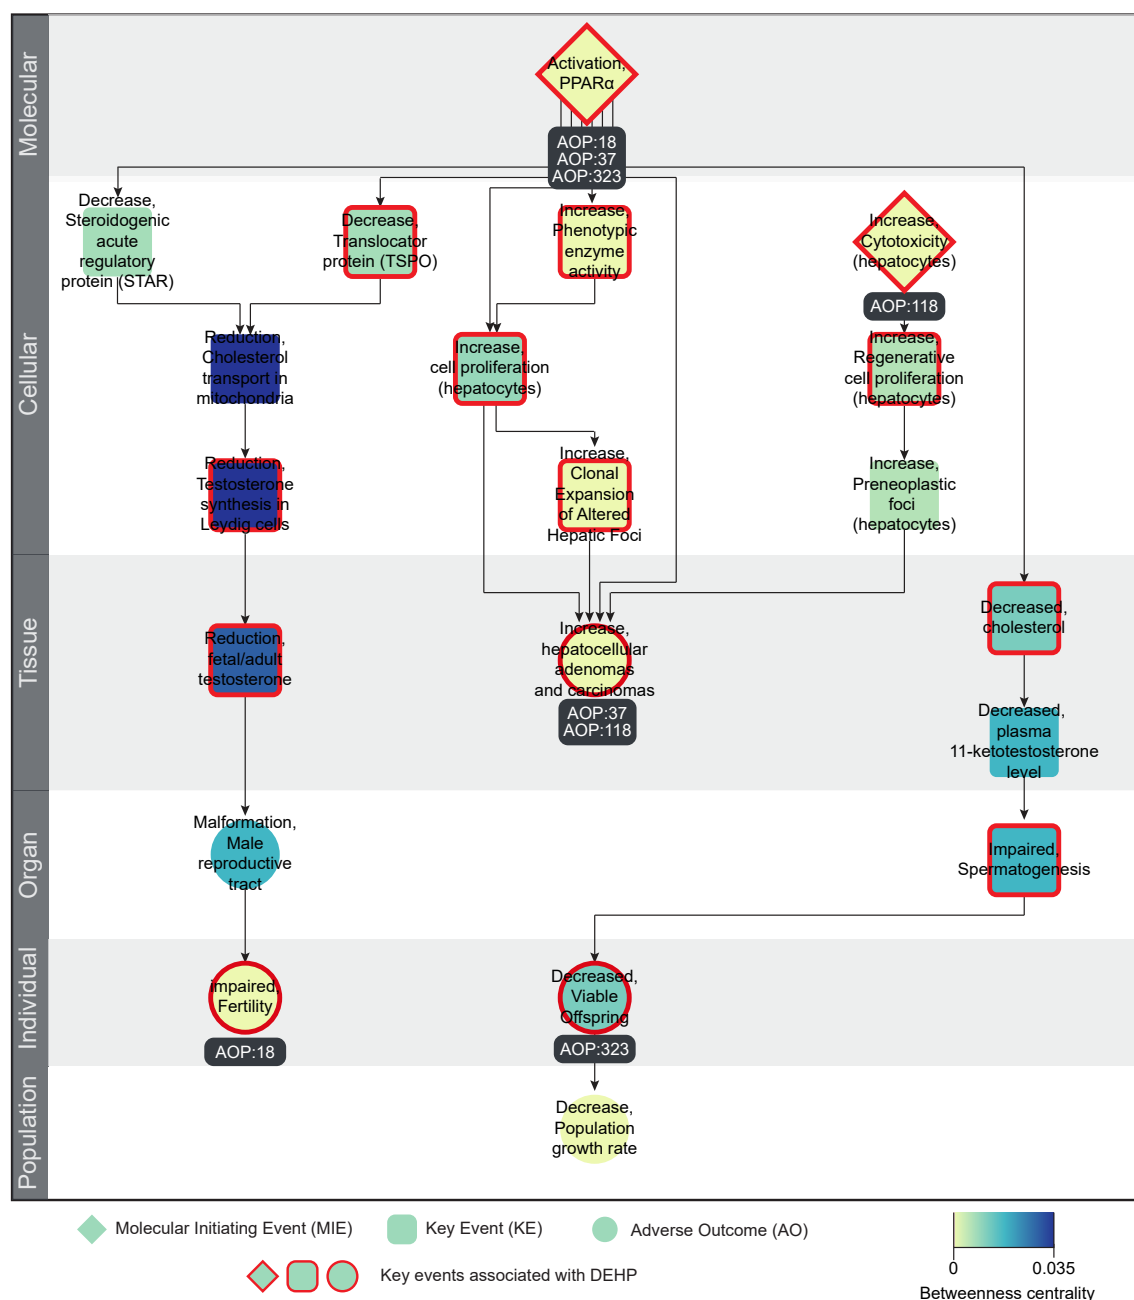 Molecular
Activation,
PPARα
AOP:18
AOP:37
AOP:323
Cellular
Decrease,
Steroidogenic
acute
regulatory
protein (STAR)
Decrease,
Translocator
protein (TSPO)
Increase,
Phenotypic
enzyme
activity
Increase,
Cytotoxicity
(hepatocytes)
AOP:118
Reduction,
Cholesterol
transport in
mitochondria
Increase,
cell proliferation
(hepatocytes)
Increase,
Regenerative
cell proliferation
(hepatocytes)
Reduction,
Testosterone
synthesis in
Leydig cells
Increase,
Clonal
Expansion
of Altered
Hepatic Foci
Increase,
Preneoplastic
foci
(hepatocytes)
Tissue
Reduction,
fetal/adult
testosterone
Increase,
hepatocellular
adenomas
and carcinomas
AOP:37
AOP:118
Decreased,
cholesterol
Decreased,
plasma
11-ketotestosterone
level
Organ
Malformation,
Male
reproductive
tract
Impaired,
Spermatogenesis
Individual
impaired,
Fertility
AOP:18
Decreased,
Viable
Offspring
AOP:323
Population
Decrease,
Population
growth rate
Molecular Initiating Event (MIE)
Key Event (KE)
Adverse Outcome (AO)
Key events associated with DEHP
0
0.035
Betweenness centrality